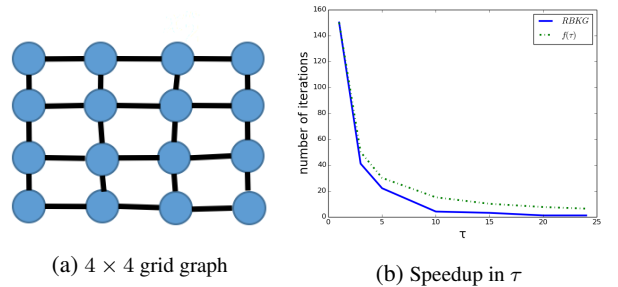 160
140
120
100
80
60
40
20
0
number of iterations
RBKG
f(τ)
0 5 10 15 20 25
τ
(a) 4 × 4 grid graph
(b) Speedup in τ